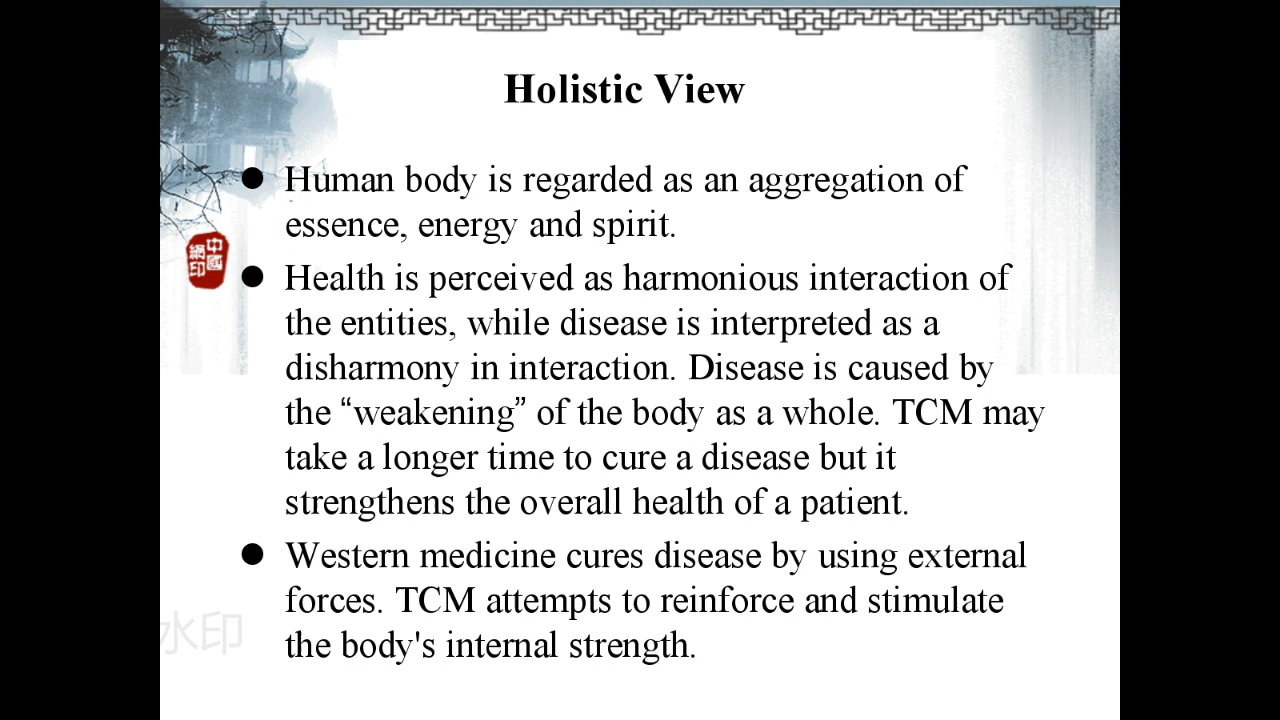 Holistic View
● Human body is regarded as an aggregation of
essence, energy and spirit.
● Health is perceived as harmonious interaction of
the entities, while disease is interpreted as a
disharmony in interaction. Disease is caused by
the “weakening” of the body as a whole. TCM may
take a longer time to cure a disease but it
strengthens the overall health of a patient.
● Western medicine cures disease by using external
forces. TCM attempts to reinforce and stimulate
the body's internal strength.
中國
網印
水印